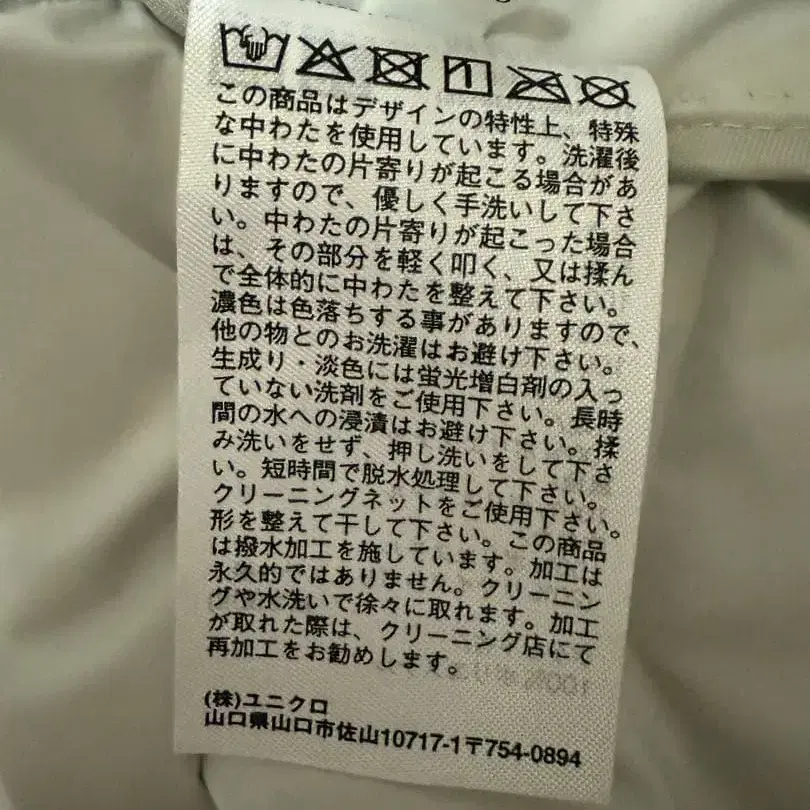 この商品はデザインの特性上、特殊
な中わたを使用しています。洗濯後
に中わたの片寄りが起こる場合があ
りますので、優しく手洗いして下さ
い。中わたの片寄りが起こった場合
は、その部分を軽く叩く、又は揉ん
で全体的に中わたを整えて下さい。
濃色は色落ちする事がありますので、
他の物とのお洗濯はお避け下さい。
生成り・淡色には蛍光増白剤の入っ
ていない洗剤をご使用下さい。長時
間の水への浸漬はお避け下さい。揉
み洗いをせず、押し洗いをして下さ
い。短時間で脱水処理して下さい。
クリーニングネットをご使用下さい。
形を整えて干して下さい。この商品
は撥水加工を施しています。加工は
永久的ではありません。クリーニン
グや水洗いで徐々に取れます。加工
が取れた際は、クリーニング店にて
再加工をお勧めします。
(株)ユニクロ
山口県山口市佐山10717-1〒754-0894